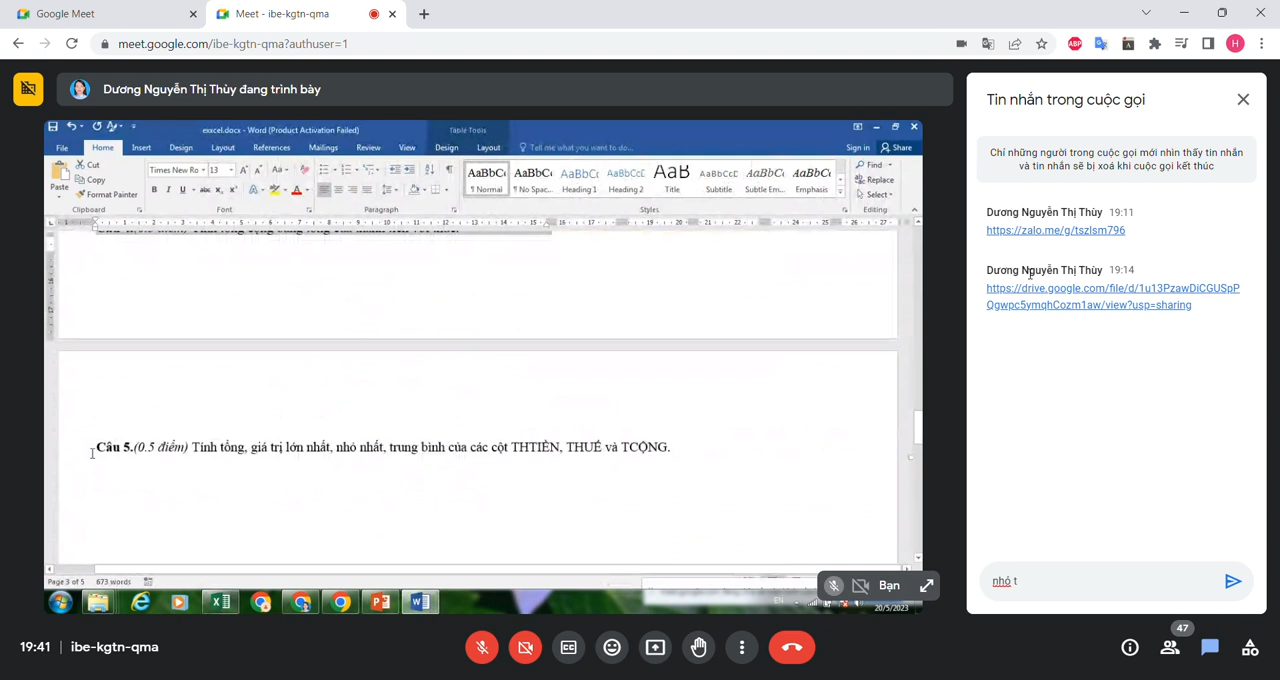 Google Meet
Meet - ibe-kgtn-qma
meet.google.com/ibe-kgtn-qma?authuser=1
ABP
A
H
Dương Nguyễn Thị Thùy đang trình bày
exxcel.docx - Word (Product Activation Failed)
Table Tools
File Home Insert Design Layout References Mailings Review View Design Layout Tell me what you want to do... Sign in Share
Paste
Cut
Copy
Format Painter
Clipboard
Times New Ro 13
B I U abc
Font
Paragraph
AaBbCc AaBbCc AaBbC AaBbCcC AaB AaBbCcD AaBbCc AaBbCc
¶ Normal ¶ No Spac... Heading 1 Heading 2 Title Subtitle Subtle Em... Emphasis
Styles
Find
Replace
Select
Editing
Câu 5.(0.5 điểm) Tính tổng, giá trị lớn nhất, nhỏ nhất, trung bình của các cột THTIỀN, THUẾ và TCỘNG.
Page 3 of 5 673 words
EN
20/5/2023
Bạn
19:41 | ibe-kgtn-qma
Tin nhắn trong cuộc gọi
Chỉ những người trong cuộc gọi mới nhìn thấy tin nhắn
và tin nhắn sẽ bị xoá khi cuộc gọi kết thúc
Dương Nguyễn Thị Thùy 19:11
https://zalo.me/g/tszlsm796
Dương Nguyễn Thị Thùy 19:14
https://drive.google.com/file/d/1u13PzawDiCGUSpP
Qgwpc5ymqhCozm1aw/view?usp=sharing
nhó t
47